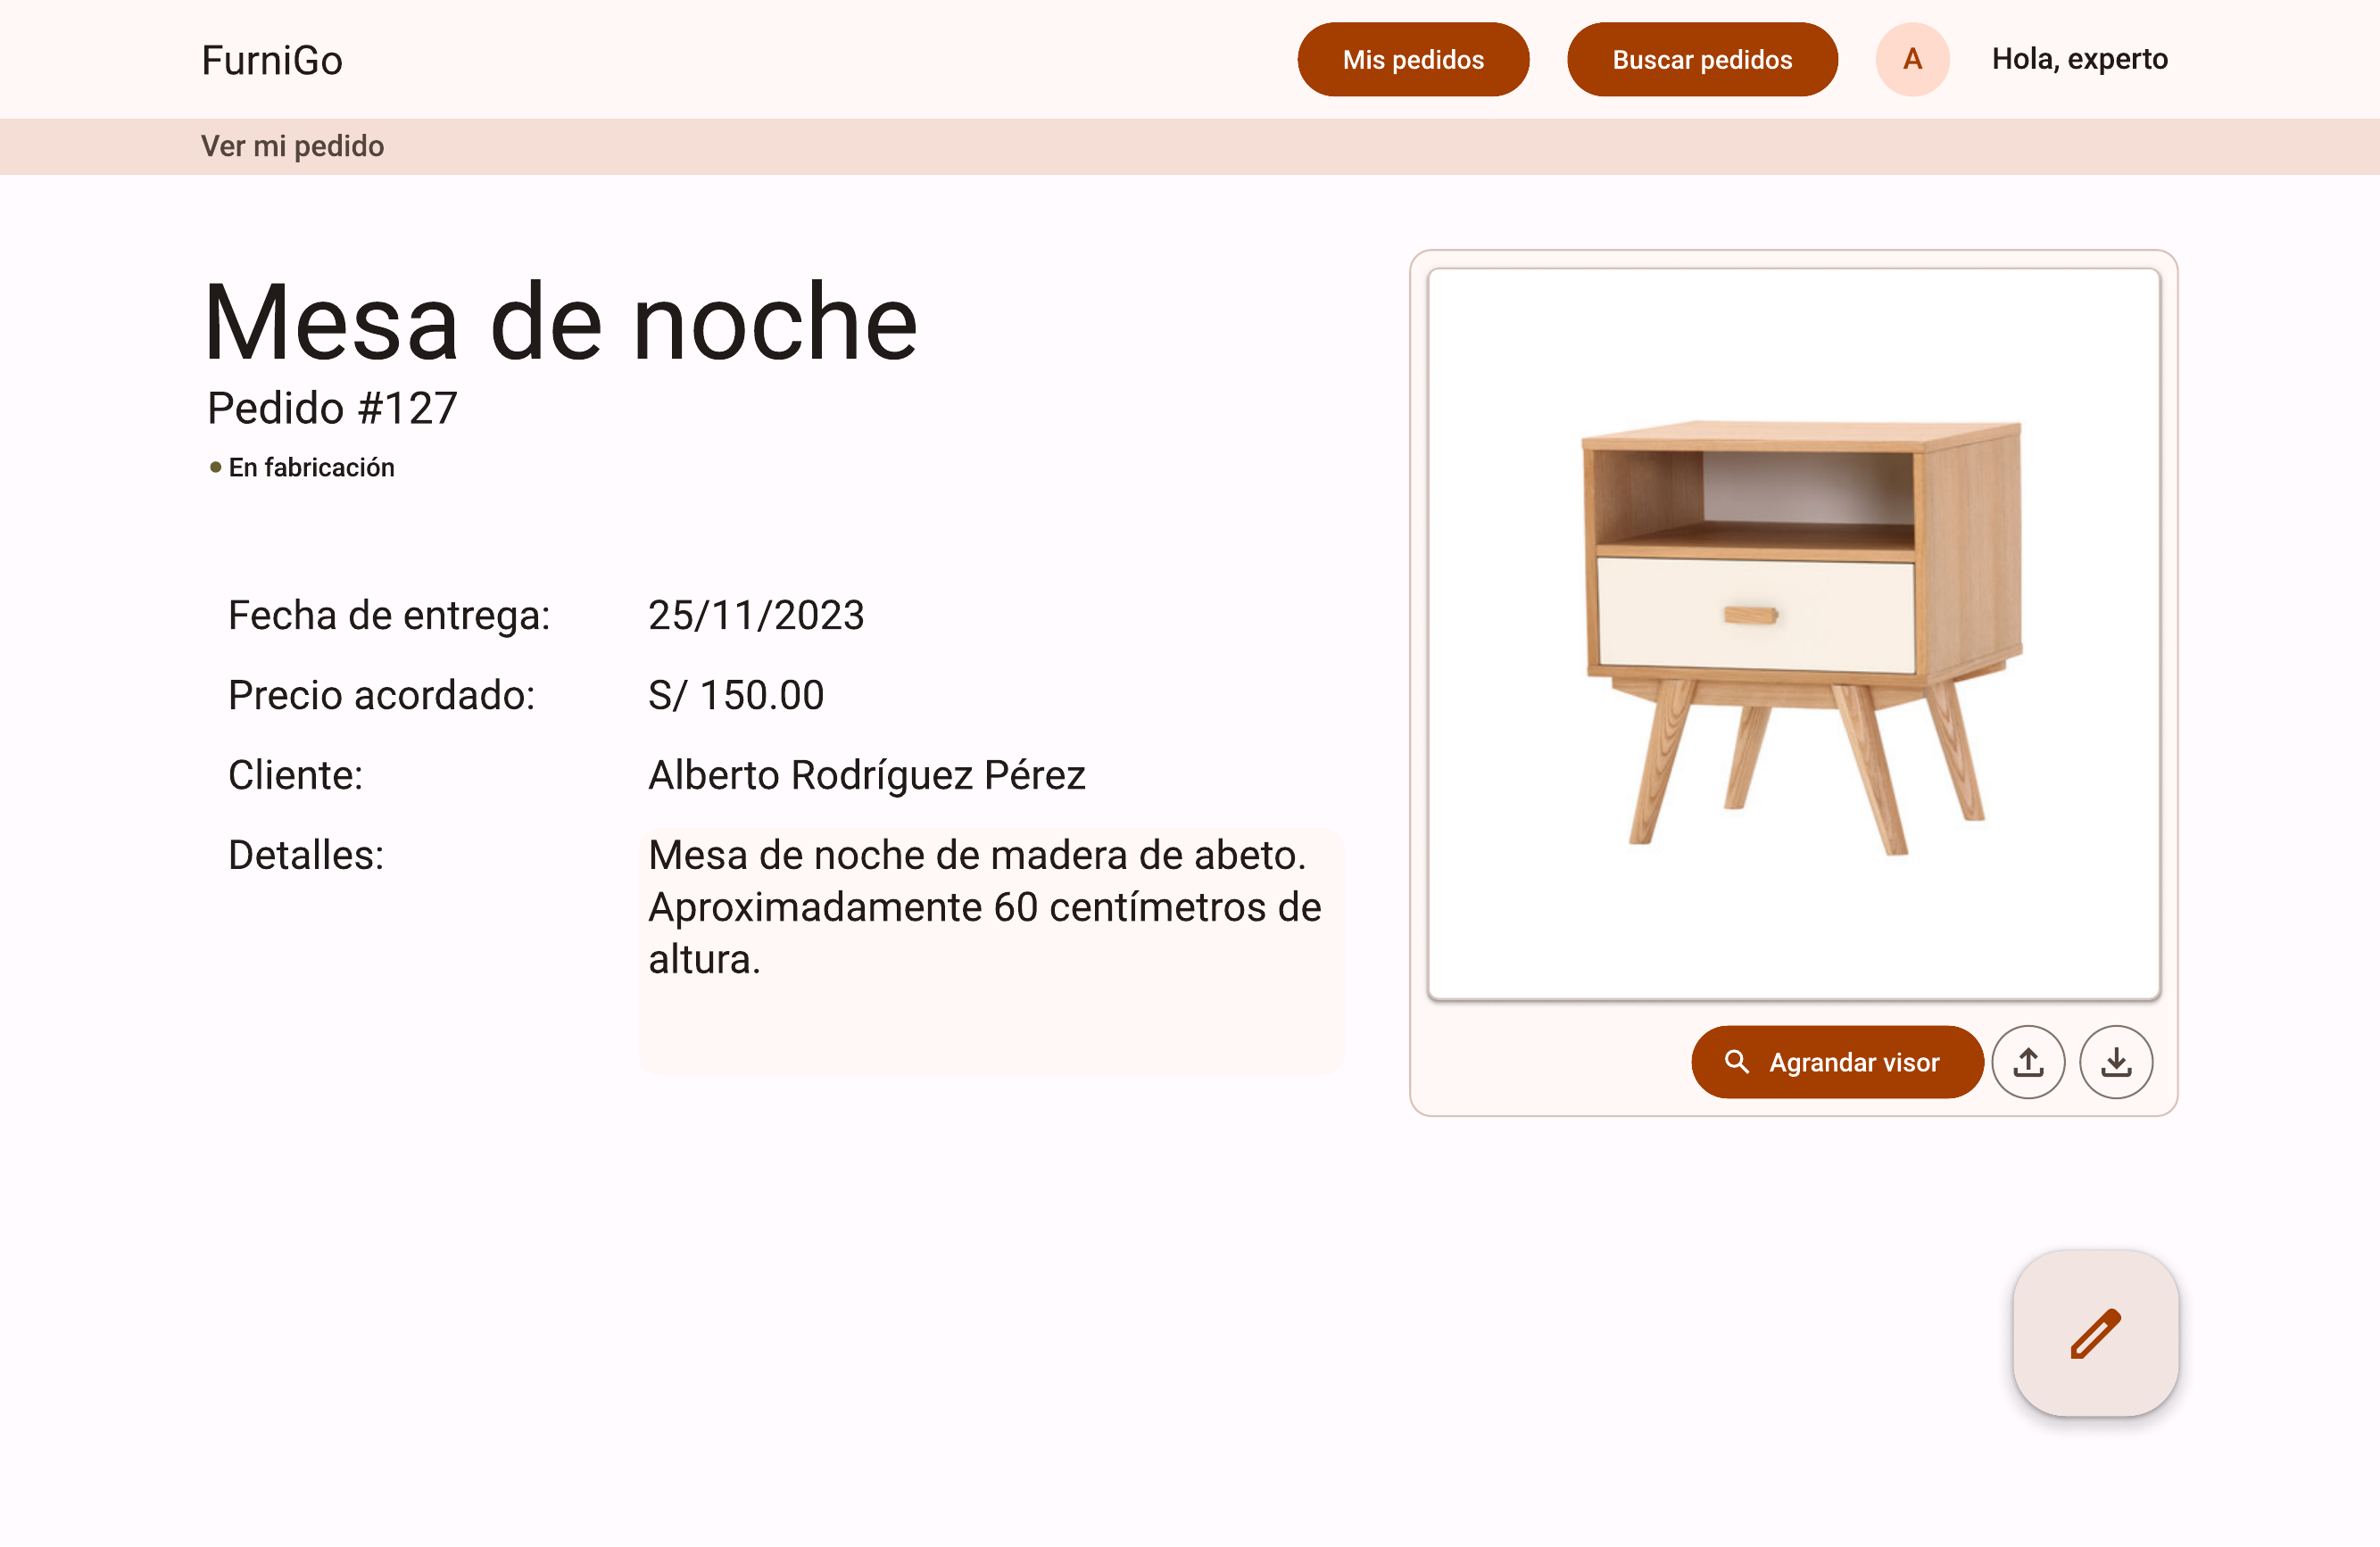 FurniGo
Mis pedidos
Buscar pedidos
A
Hola, experto
Ver mi pedido
Mesa de noche
Pedido #127
En fabricación
Fecha de entrega: 25/11/2023
Precio acordado: S/ 150.00
Cliente: Alberto Rodríguez Pérez
Detalles: Mesa de noche de madera de abeto.
Aproximadamente 60 centímetros de
altura.
Agrandar visor